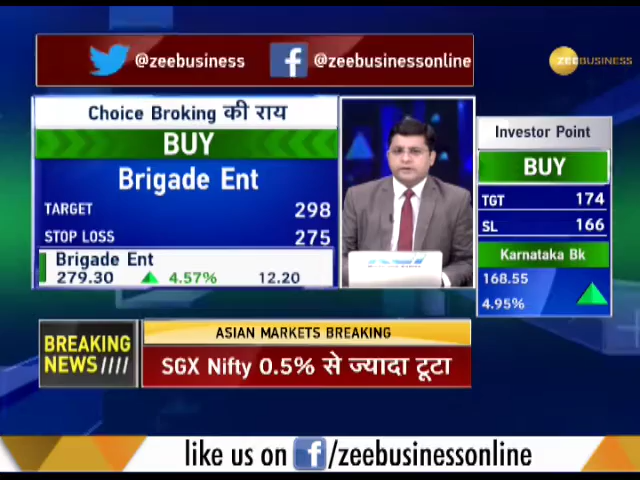 @zeebusiness @zeebusinessonline
ZEEBUSINESS
Choice Broking की राय
BUY
Brigade Ent
TARGET 298
STOP LOSS 275
Brigade Ent
279.30 4.57% 12.20
Investor Point
BUY
TGT 174
SL 166
Karnataka Bk
168.55
4.95%
BREAKING NEWS
ASIAN MARKETS BREAKING
SGX Nifty 0.5% से ज्यादा टूटा
like us on f/zeebusinessonline